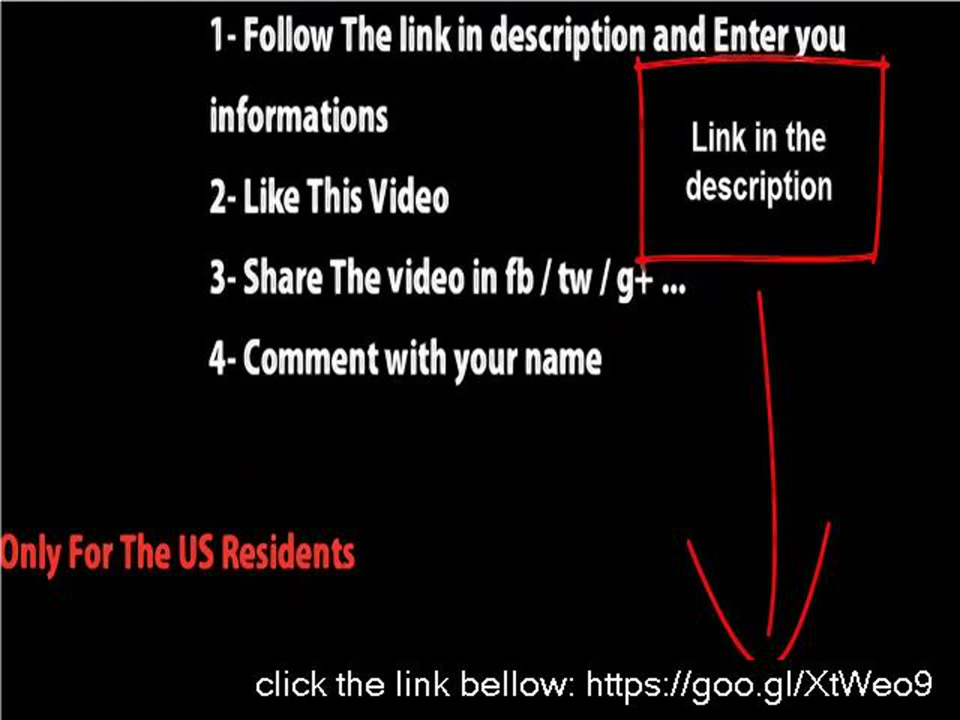 1- Follow The link in description and Enter you
informations
2- Like This Video
3- Share The video in fb / tw / g+ ...
4- Comment with your name
Link in the
description
Only For The US Residents
click the link bellow: https://goo.gl/XtWeo9